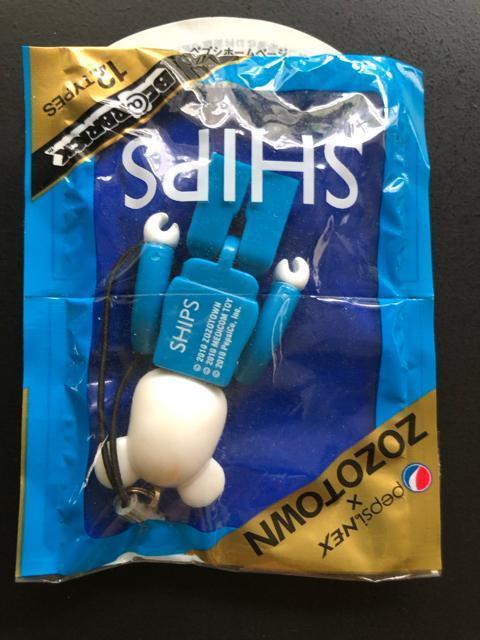 ペプシホームページ
BE@RBRICK
12 TYPES
SHIPS
SHIPS
© 2010 ZOZOTOWN
© 2010 MEDICOM TOY
© 2010 PepsiCo, Inc.
pepsi NEX
×
ZOZOTOWN